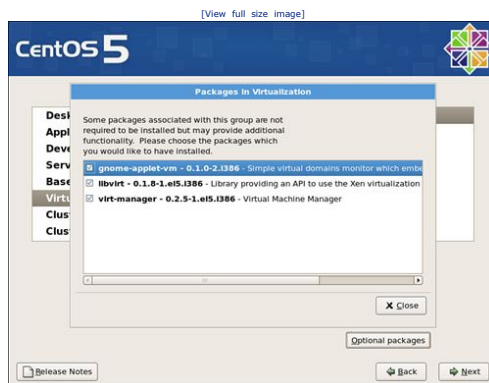 [View full size image]
CentOS 5
Packages in Virtualization
Some packages associated with this group are not
required to be installed but may provide additional
functionality. Please choose the packages which
you would like to have installed.
gnome-applet-vm - 0.1.0-2.i386 - Simple virtual domains monitor which embe
libvirt - 0.1.8-1.el5.i386 - Library providing an API to use the Xen virtualization
virt-manager - 0.2.5-1.el5.i386 - Virtual Machine Manager
Desk
Appl
Deve
Serv
Base
Virtu
Clus
Clus
Close
Optional packages
Release Notes
Back
Next